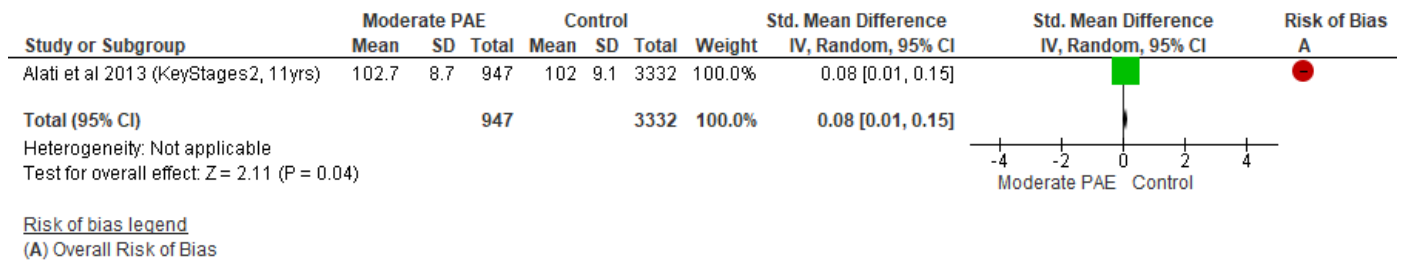 Moderate PAE Control Std. Mean Difference Std. Mean Difference Risk of Bias
Study or Subgroup Mean SD Total Mean SD Total Weight IV, Random, 95% CI IV, Random, 95% CI A
Alati et al 2013 (KeyStages2, 11yrs) 102.7 8.7 947 102 9.1 3332 100.0% 0.08 [0.01, 0.15] -
Total (95% CI) 947 3332 100.0% 0.08 [0.01, 0.15]
Heterogeneity: Not applicable
Test for overall effect: Z = 2.11 (P = 0.04)
-4 -2 0 2 4
Moderate PAE Control
Risk of bias legend
(A) Overall Risk of Bias